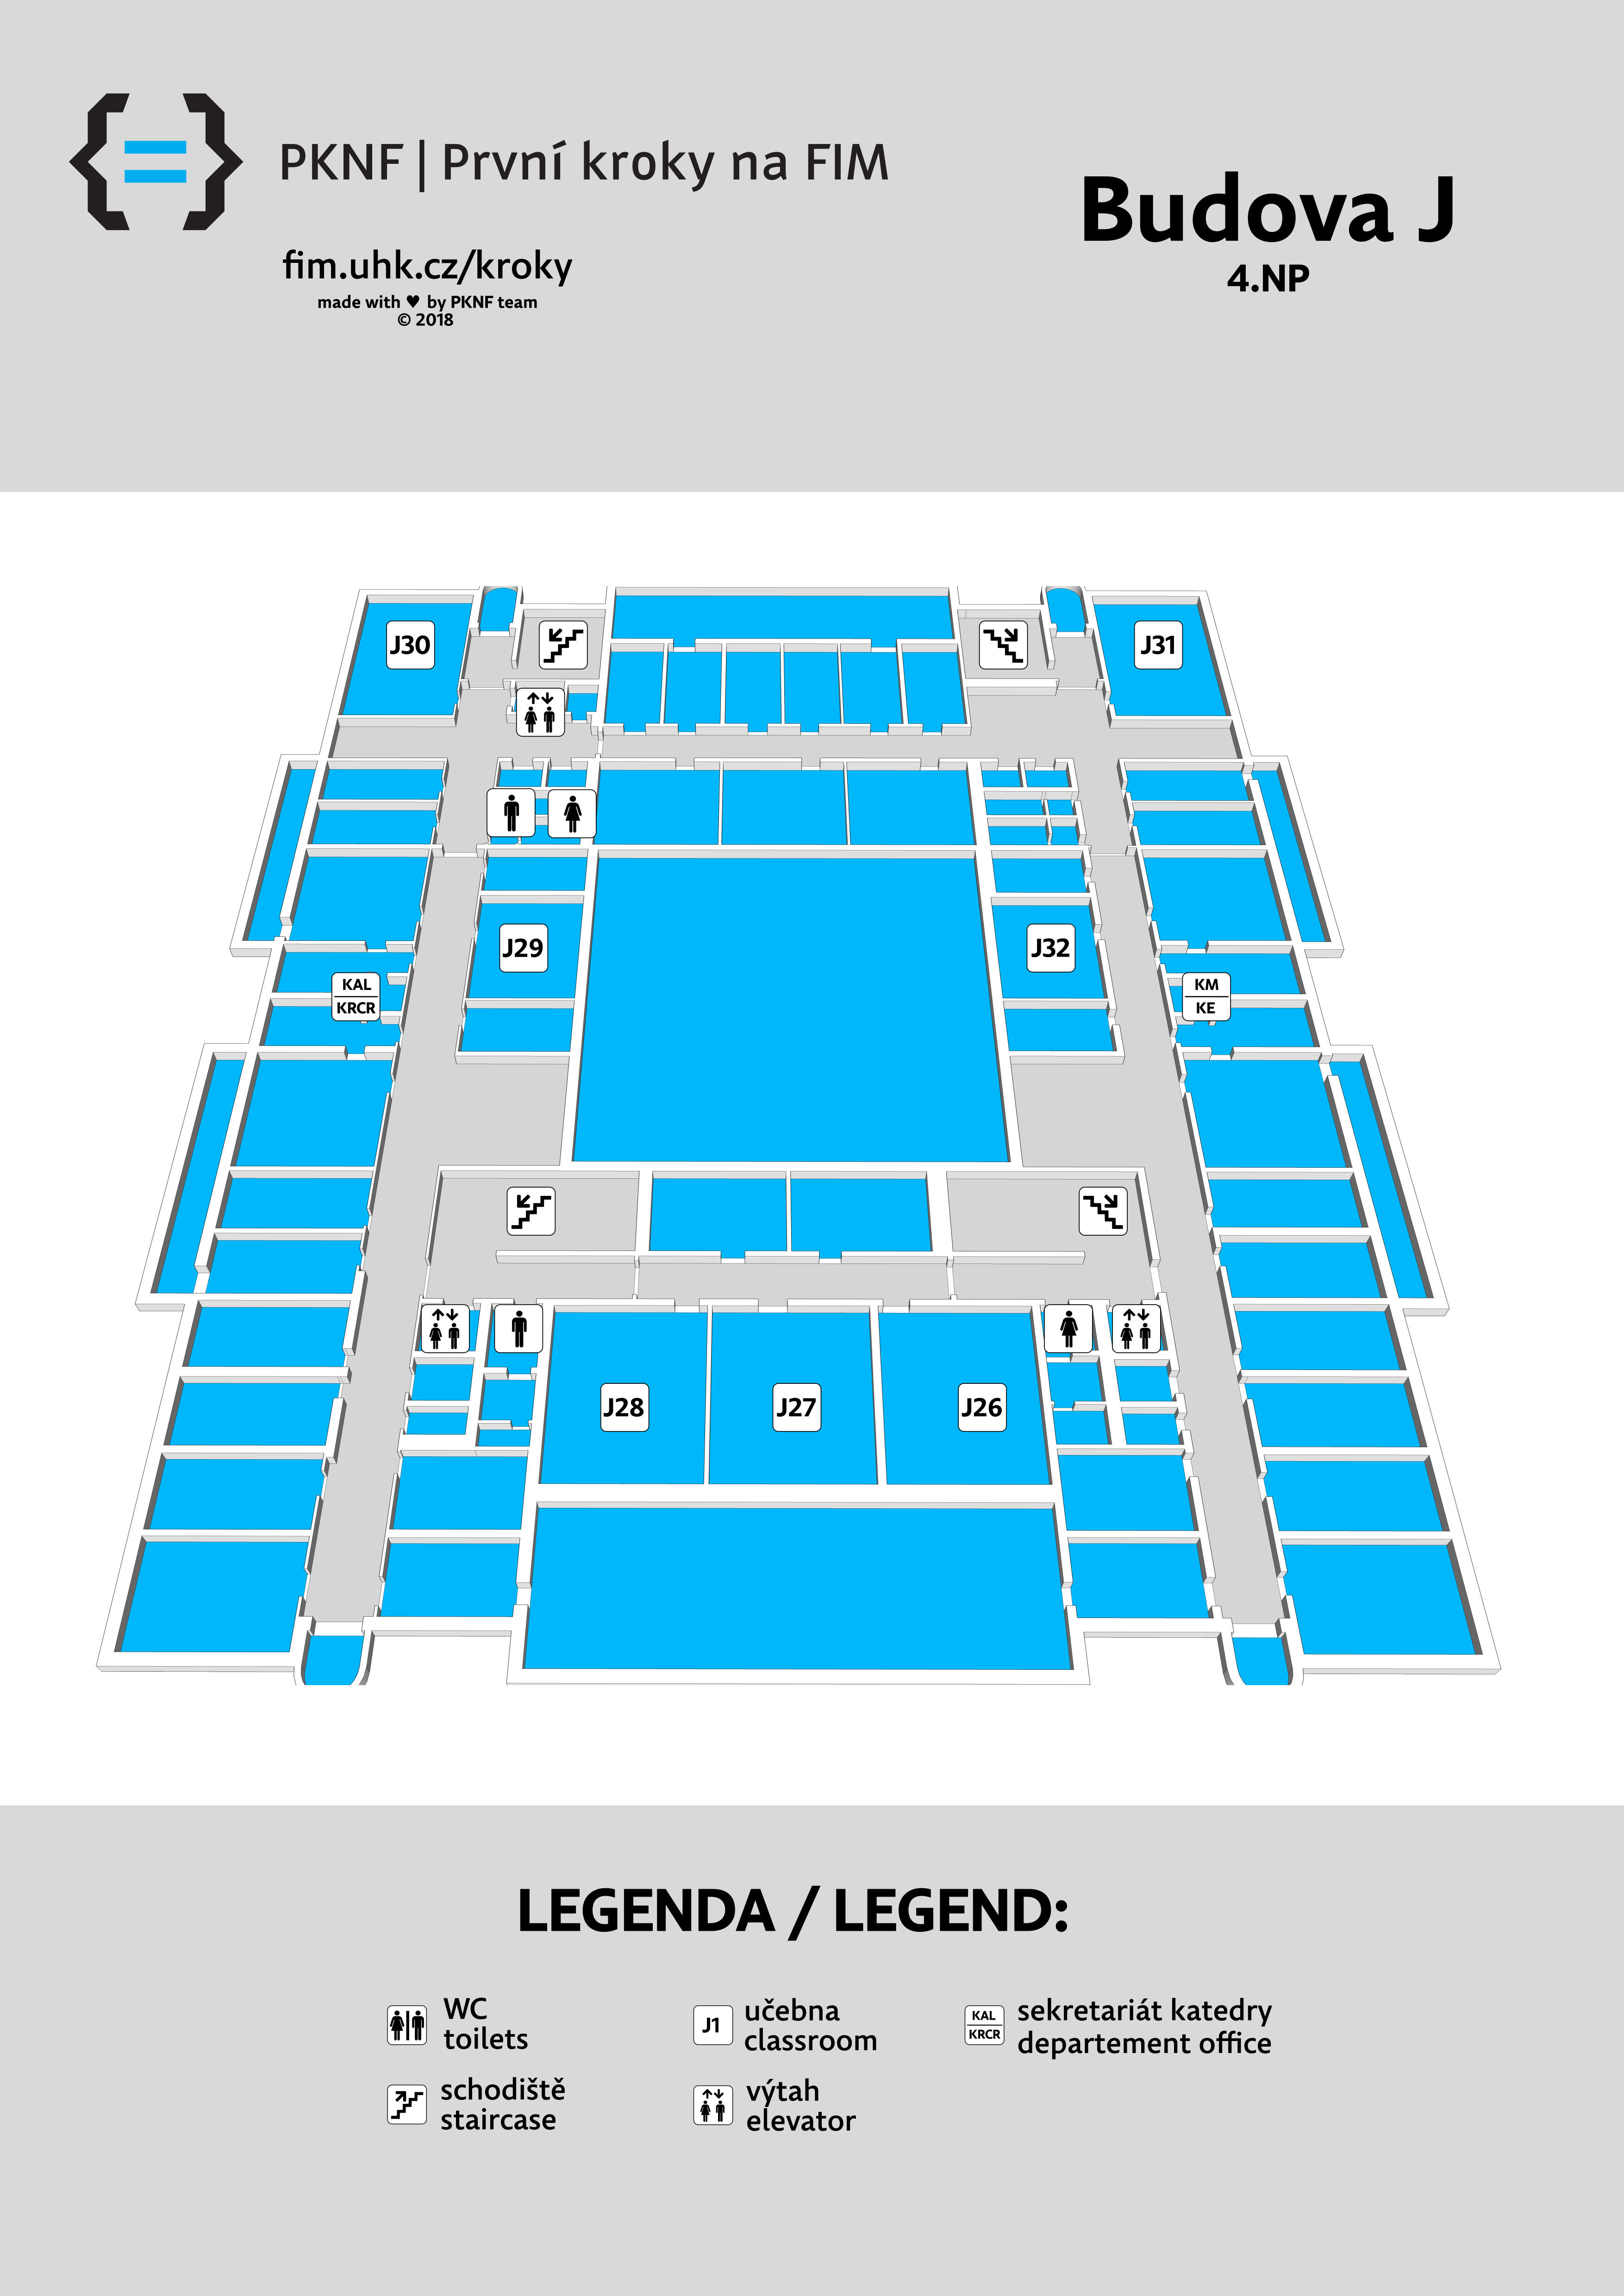 PKNF | První kroky na FIM
fim.uhk.cz/kroky
made with ♥ by PKNF team
© 2018
Budova J
4.NP
J30
J31
J29
J32
KAL
KRCR
KM
KE
J28
J27
J26
LEGENDA / LEGEND:
WC
toilets
J1
učebna
classroom
KAL
KRCR
sekretariát katedry
departement office
schodiště
staircase
výtah
elevator